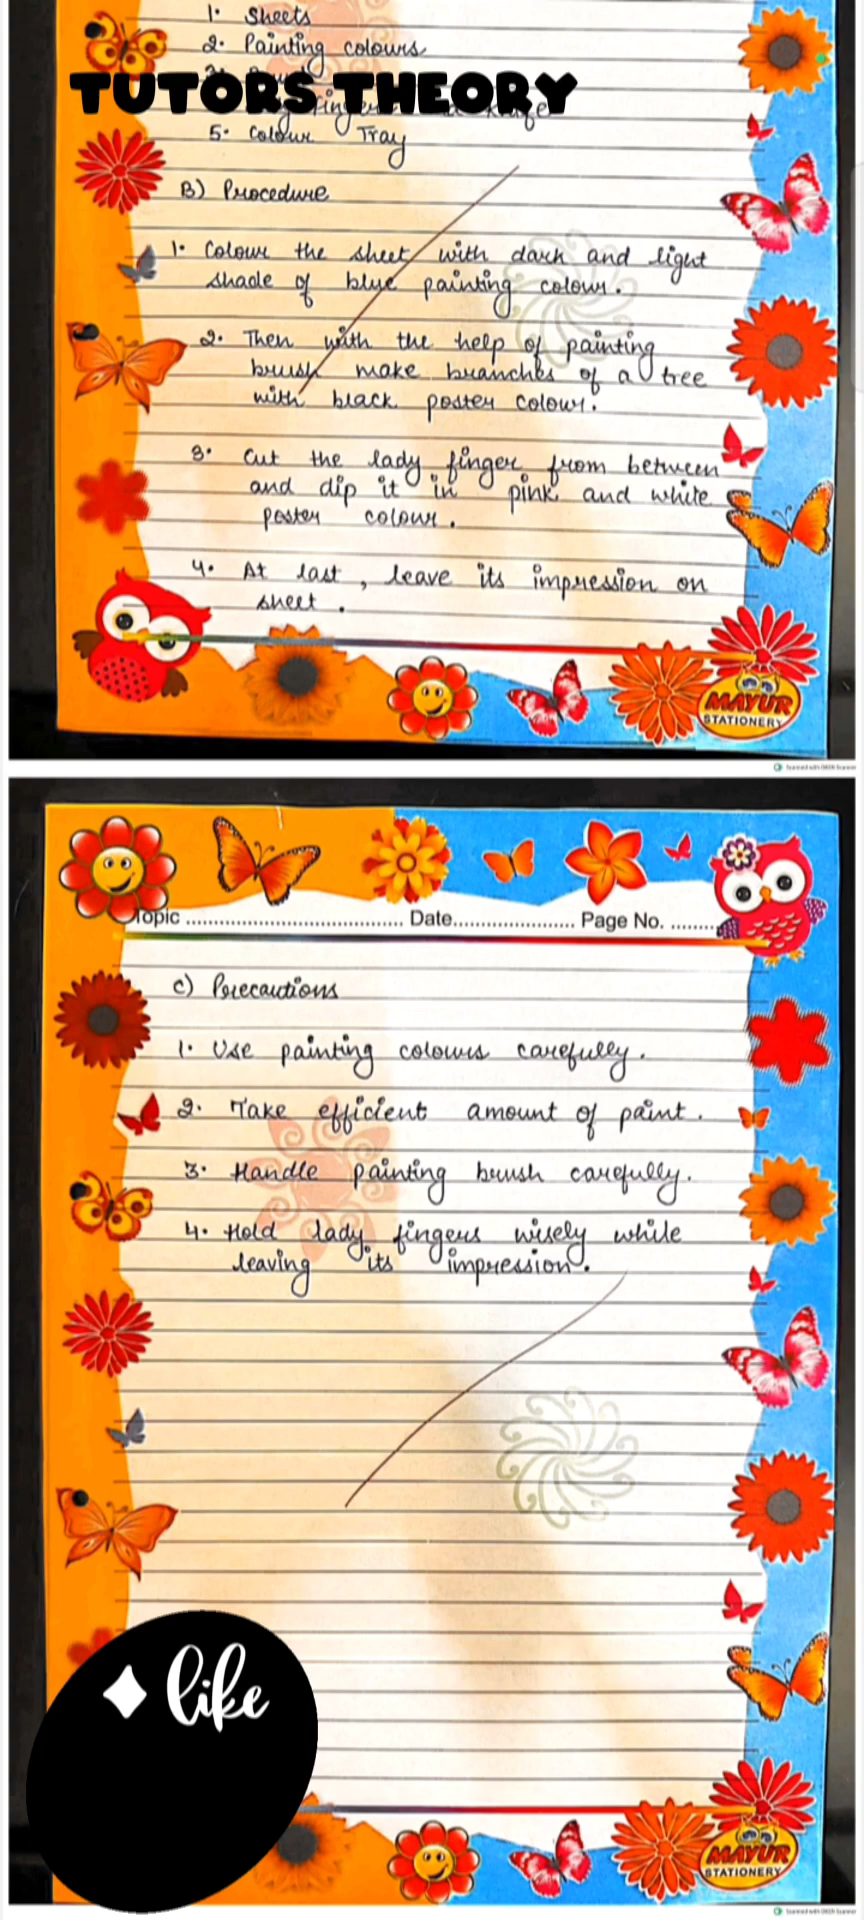 1. Sheets
2. Painting colours
TUTORS THEORY
5. Colour Tray
B) Procedure
1. Colour the sheet with dark and light
shade of blue painting colour.
2. Then with the help of painting
brush make branches of a tree
with black poster colour.
3. Cut the lady finger from between
and dip it in pink and white
poster colour.
4. At last, leave its impression on
sheet.
MAYUR
STATIONERY
Topic .................................... Date.................... Page No. ........
C) Precautions
1. Use painting colours carefully.
2. Take efficient amount of paint.
3. Handle painting brush carefully.
4. Hold lady fingers wisely while
leaving its impression.
like
MAYUR
STATIONERY